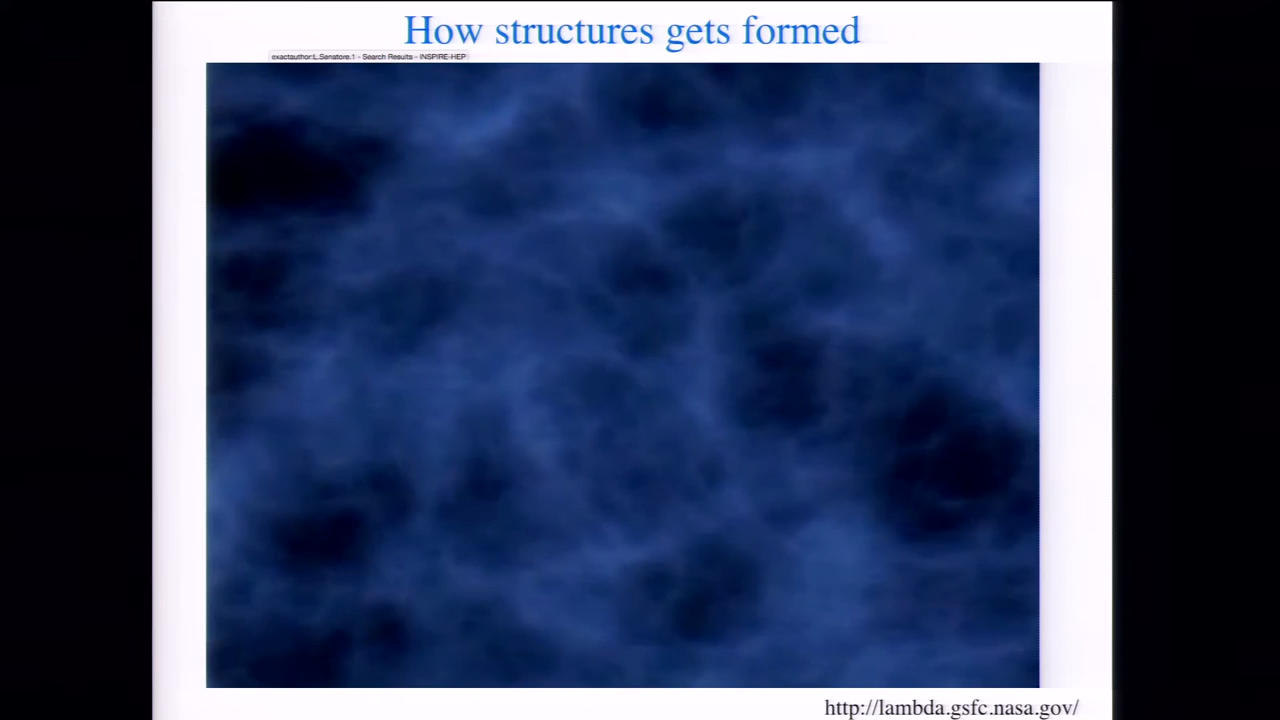 How structures gets formed
exactauthor:L.Senatore.1 - Search Results - INSPIRE-HEP
http://lambda.gsfc.nasa.gov/